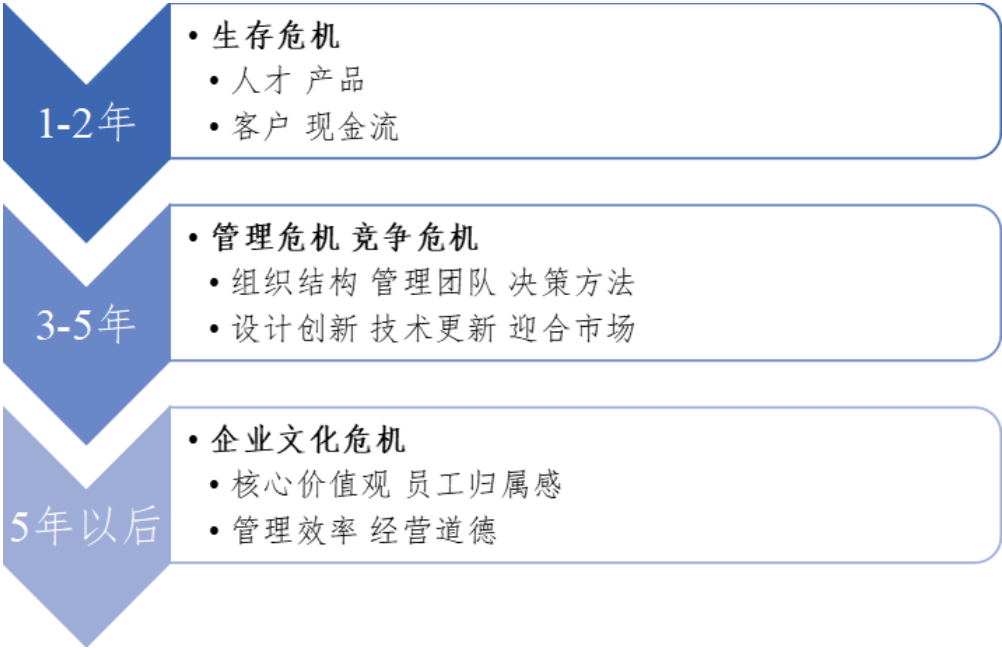 1-2年
• 生存危机
• 人才 产品
• 客户 现金流
3-5年
• 管理危机 竞争危机
• 组织结构 管理团队 决策方法
• 设计创新 技术更新 迎合市场
5年以后
• 企业文化危机
• 核心价值观 员工归属感
• 管理效率 经营道德